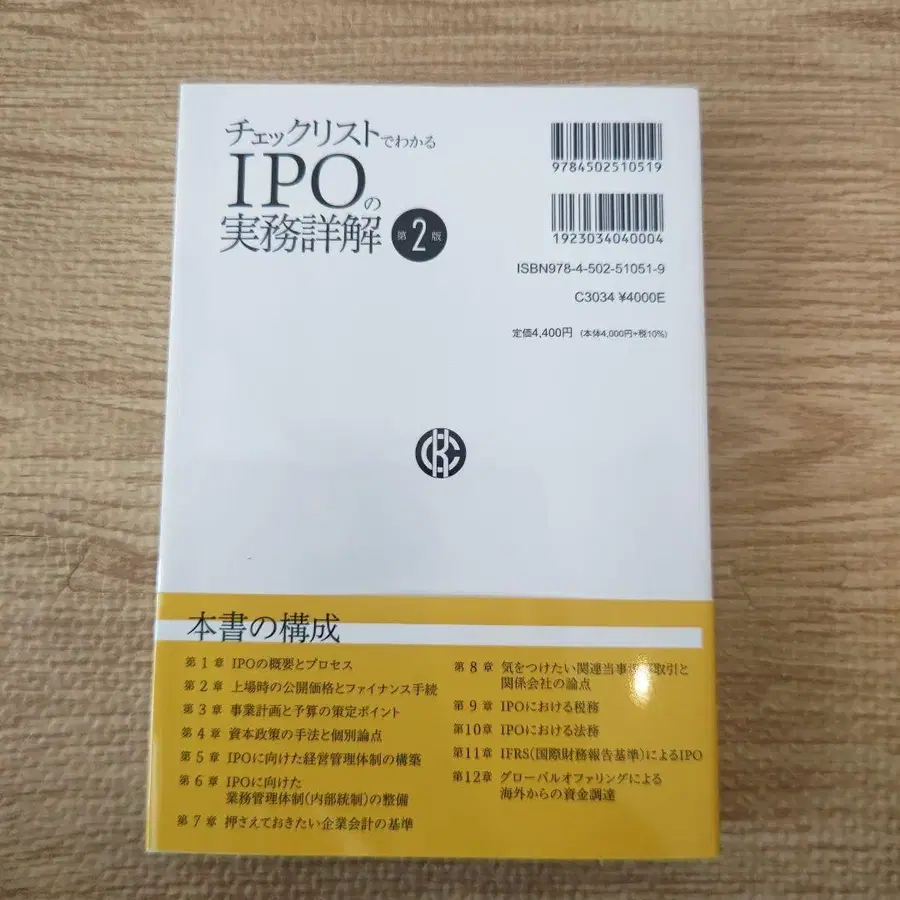 チェックリストでわかる
IPOの
実務詳解 第2版
9784502510519
1923034040004
ISBN978-4-502-51051-9
C3034 ¥4000E
定価4,400円 (本体4,000円+税10%)
本書の構成
第1章 IPOの概要とプロセス
第2章 上場時の公開価格とファイナンス手続
第3章 事業計画と予算の策定ポイント
第4章 資本政策の手法と個別論点
第5章 IPOに向けた経営管理体制の構築
第6章 IPOに向けた
業務管理体制(内部統制)の整備
第7章 押さえておきたい企業会計の基準
第8章 気をつけたい関連当事 取引と
関係会社の論点
第9章 IPOにおける税務
第10章 IPOにおける法務
第11章 IFRS(国際財務報告基準)によるIPO
第12章 グローバルオファリングによる
海外からの資金調達